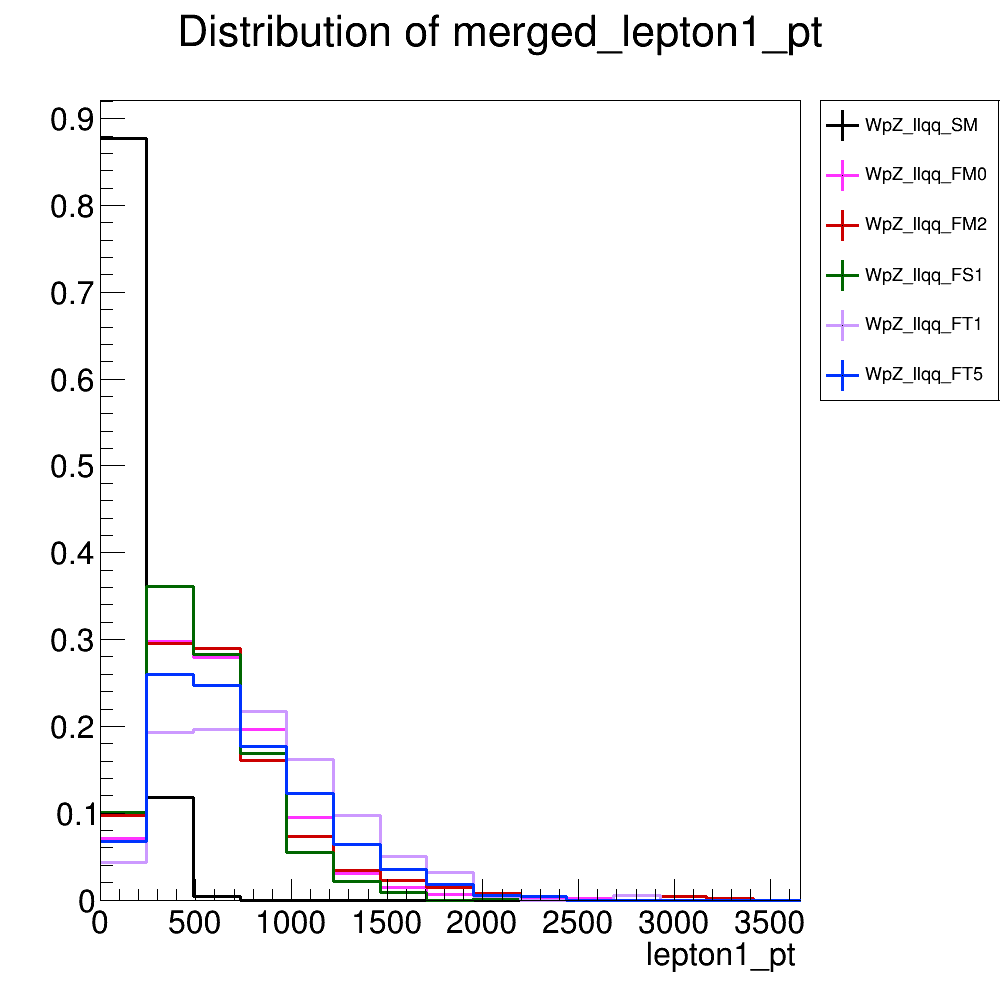 Distribution of merged_lepton1_pt
0.9
0.8
0.7
0.6
0.5
0.4
0.3
0.2
0.1
0
0 500 1000 1500 2000 2500 3000 3500
lepton1_pt
WpZ_llqq_SM
WpZ_llqq_FM0
WpZ_llqq_FM2
WpZ_llqq_FS1
WpZ_llqq_FT1
WpZ_llqq_FT5